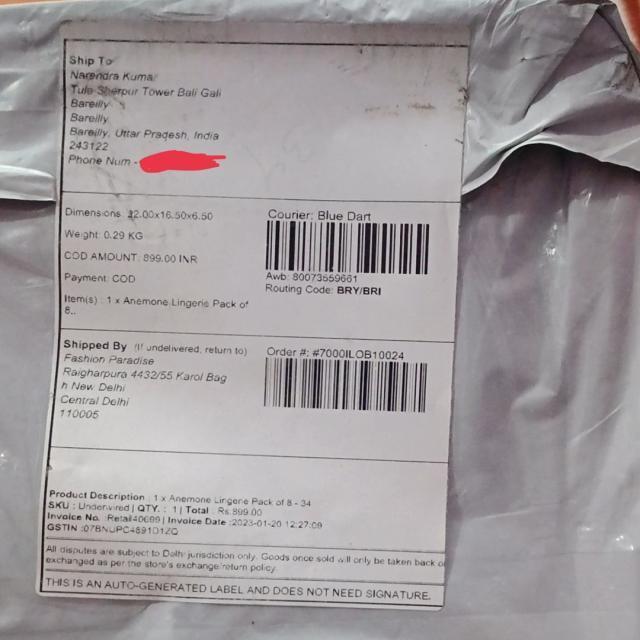 Ship To
Narendra Kumar
Tula Sherpur Tower Bali Gali
Bareilly
Bareilly
Bareilly, Uttar Pradesh, India
243122
Phone Num -
Dimensions: 22.00x16.50x6.50
Weight: 0.29 KG
COD AMOUNT: 899.00 INR
Payment: COD
Item(s) : 1 x Anemone Lingerie Pack of
8..
Courier: Blue Dart
Awb: 80073559661
Routing Code: BRY/BRI
Shipped By (If undelivered, return to)
Fashion Paradise
Raigharpura 4432/55 Karol Bag
h New Delhi
Central Delhi
110005
Order #: #7000ILOB10024
Product Description : 1 x Anemone Lingerie Pack of 8 - 34
SKU : Underwired | QTY. : 1 | Total : Rs.899.00
Invoice No. :Retail40699 | Invoice Date :2023-01-20 12:27:09
GSTIN :07BNUPC4891D1ZQ
All disputes are subject to Delhi jurisdiction only. Goods once sold will only be taken back o
exchanged as per the store's exchange/return policy.
THIS IS AN AUTO-GENERATED LABEL AND DOES NOT NEED SIGNATURE.